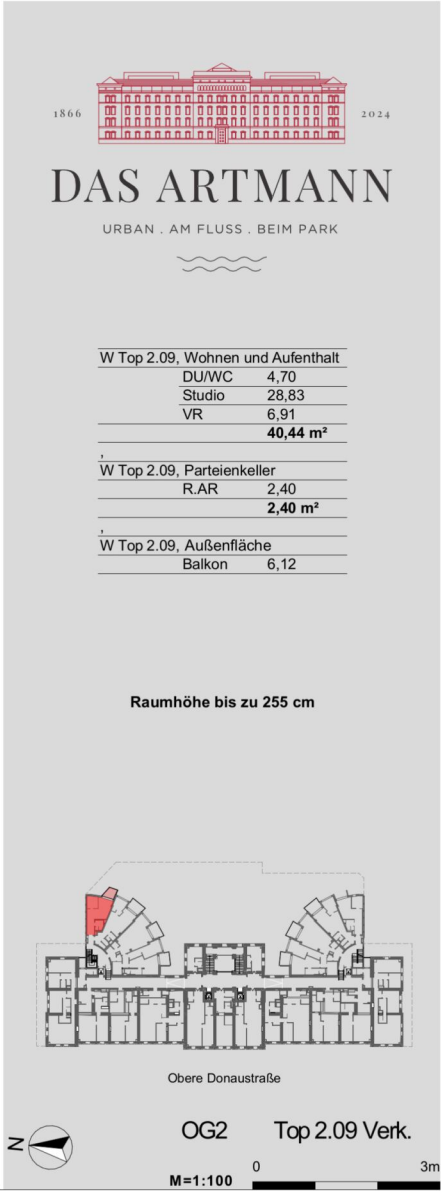 1866 2024
DAS ARTMANN
URBAN . AM FLUSS . BEIM PARK
W Top 2.09, Wohnen und Aufenthalt
DU/WC 4,70
Studio 28,83
VR 6,91
40,44 m²
,
W Top 2.09, Parteienkeller
R.AR 2,40
2,40 m²
,
W Top 2.09, Außenfläche
Balkon 6,12
Raumhöhe bis zu 255 cm
Obere Donaustraße
N
OG2 Top 2.09 Verk.
M=1:100 0 3m